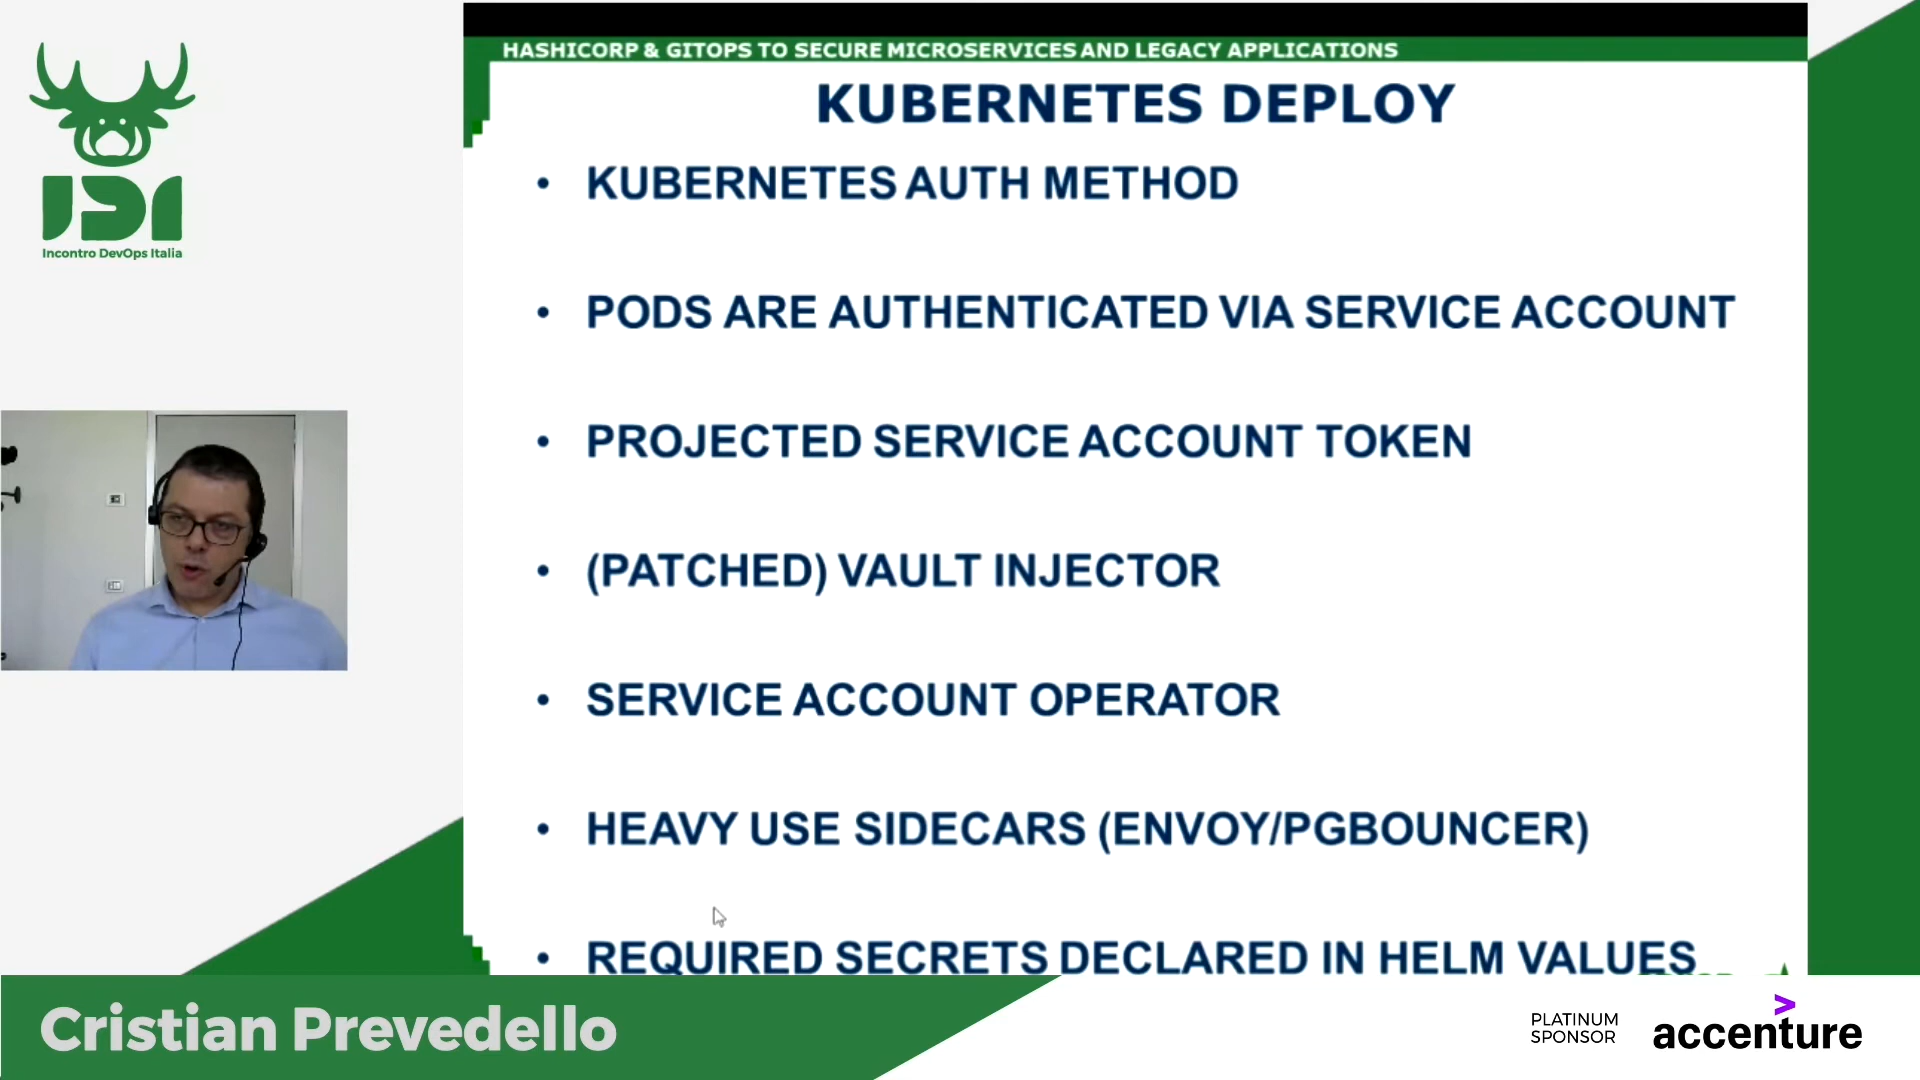 HASHICORP & GITOPS TO SECURE MICROSERVICES AND LEGACY APPLICATIONS
KUBERNETES DEPLOY
• KUBERNETES AUTH METHOD
• PODS ARE AUTHENTICATED VIA SERVICE ACCOUNT
• PROJECTED SERVICE ACCOUNT TOKEN
• (PATCHED) VAULT INJECTOR
• SERVICE ACCOUNT OPERATOR
• HEAVY USE SIDECARS (ENVOY/PGBOUNCER)
• REQUIRED SECRETS DECLARED IN HELM VALUES
IDI
Incontro DevOps Italia
Cristian Prevedello
PLATINUM
SPONSOR
accenture